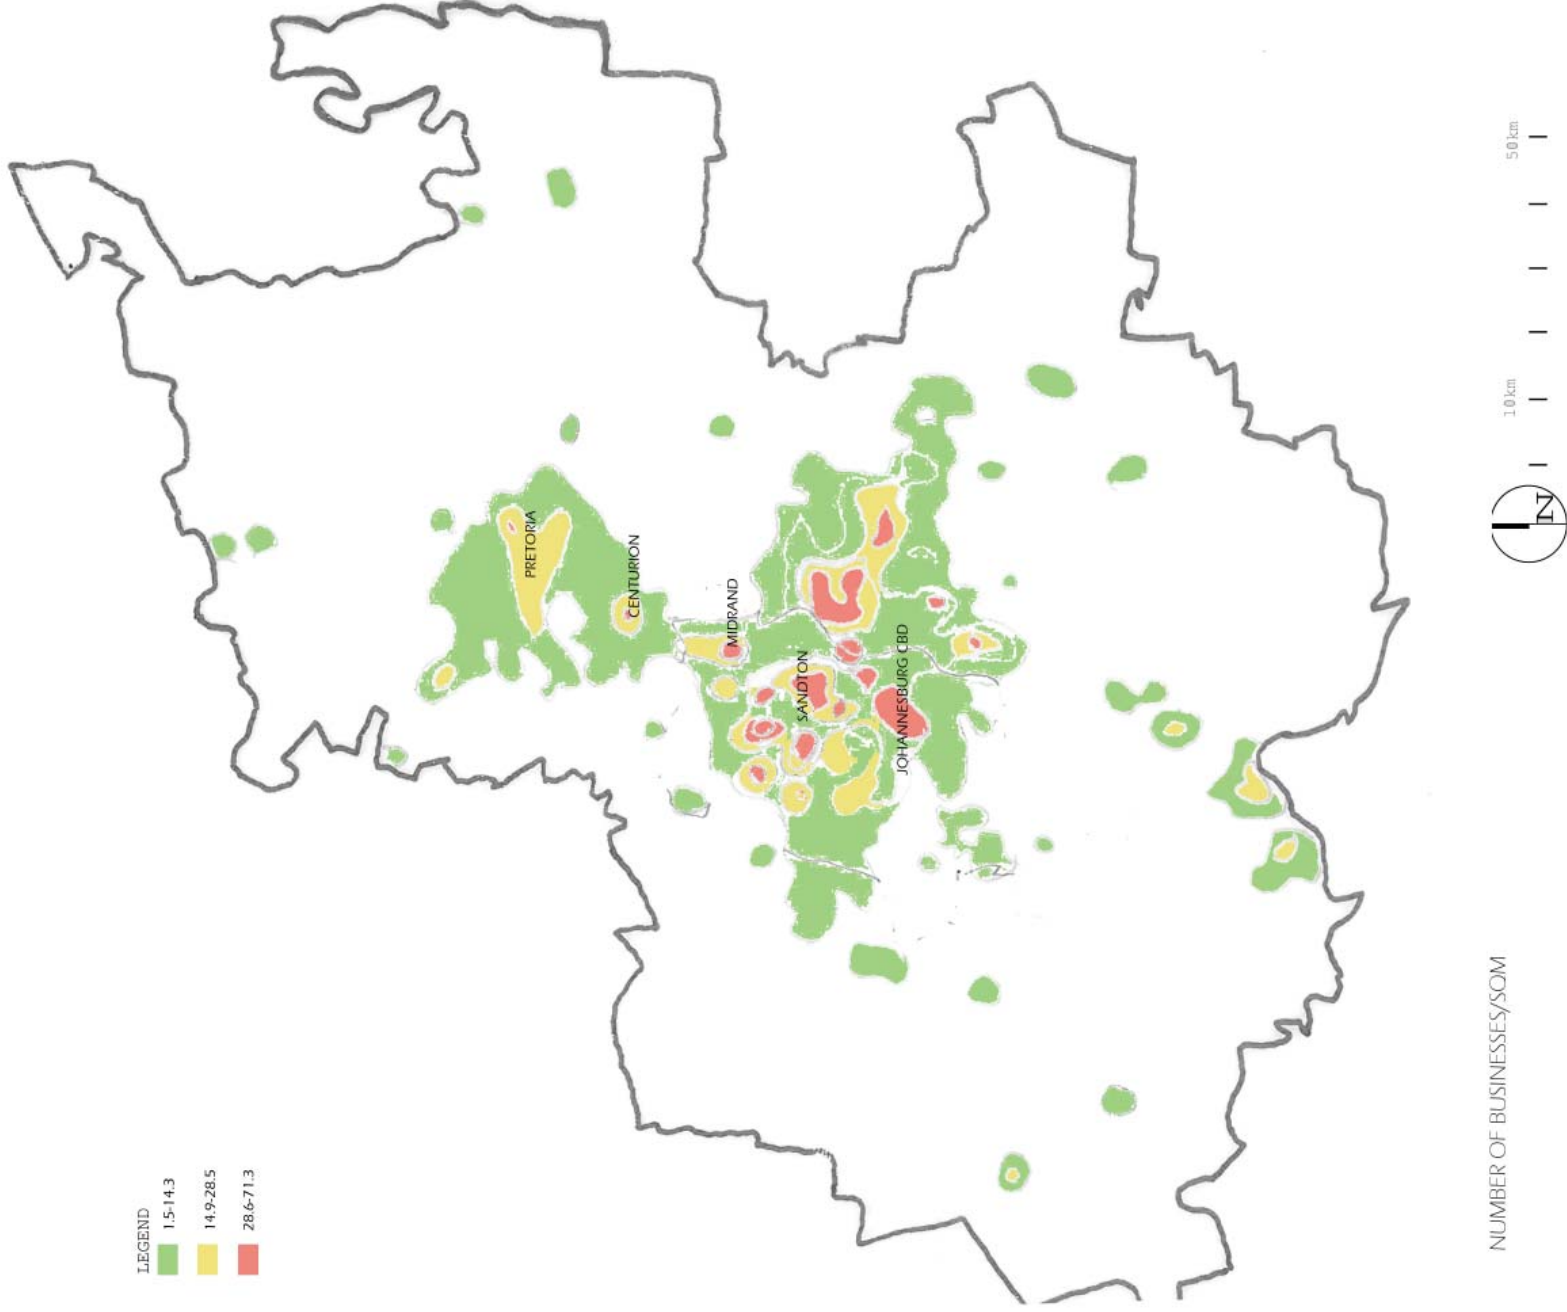 LEGEND
1.5-14.3
14.9-28.5
28.6-71.3
PRETORIA
CENTURION
MIDRAND
SANDTON
JOHANNESBURG CBD
NUMBER OF BUSINESSES/SQM
N
10km
50km